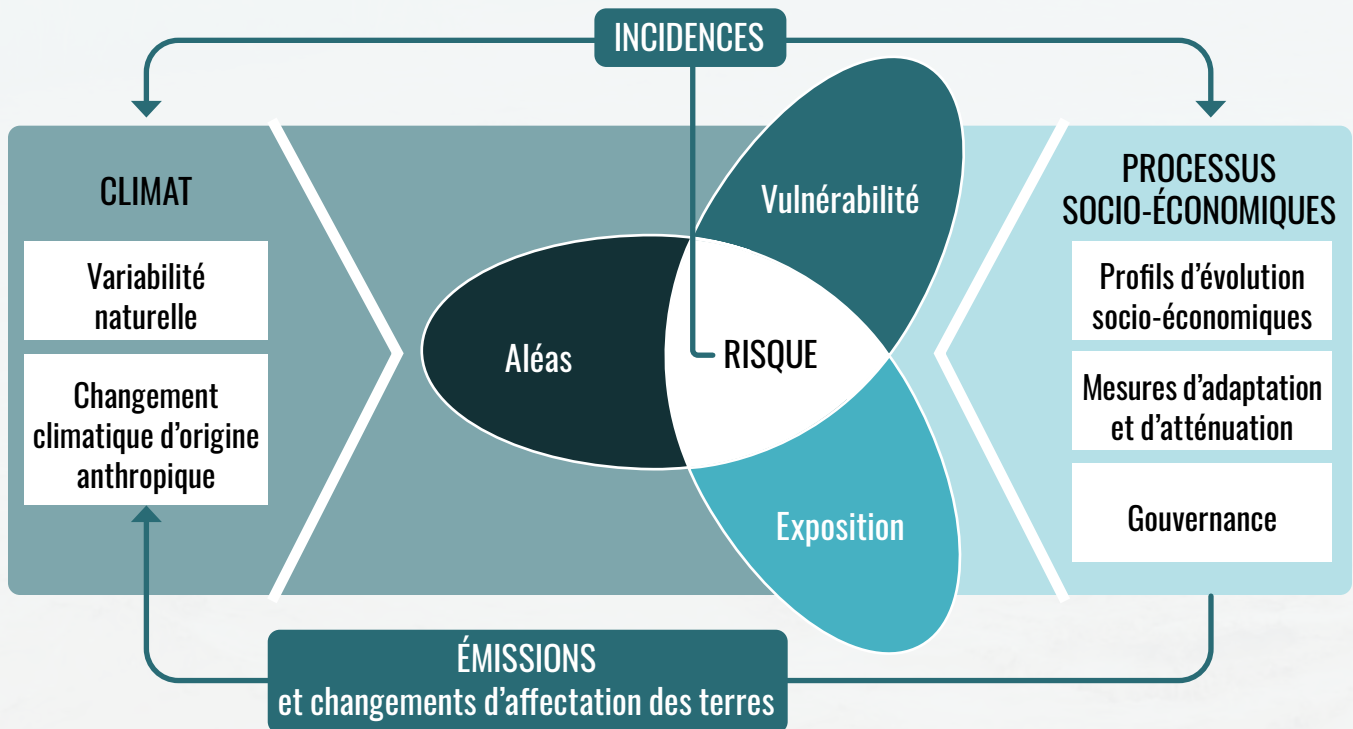 INCIDENCES
CLIMAT
Variabilité
naturelle
Changement
climatique d’origine
anthropique
Vulnérabilité
Aléas
RISQUE
Exposition
PROCESSUS
SOCIO-ÉCONOMIQUES
Profils d’évolution
socio-économiques
Mesures d’adaptation
et d’atténuation
Gouvernance
ÉMISSIONS
et changements d’affectation des terres